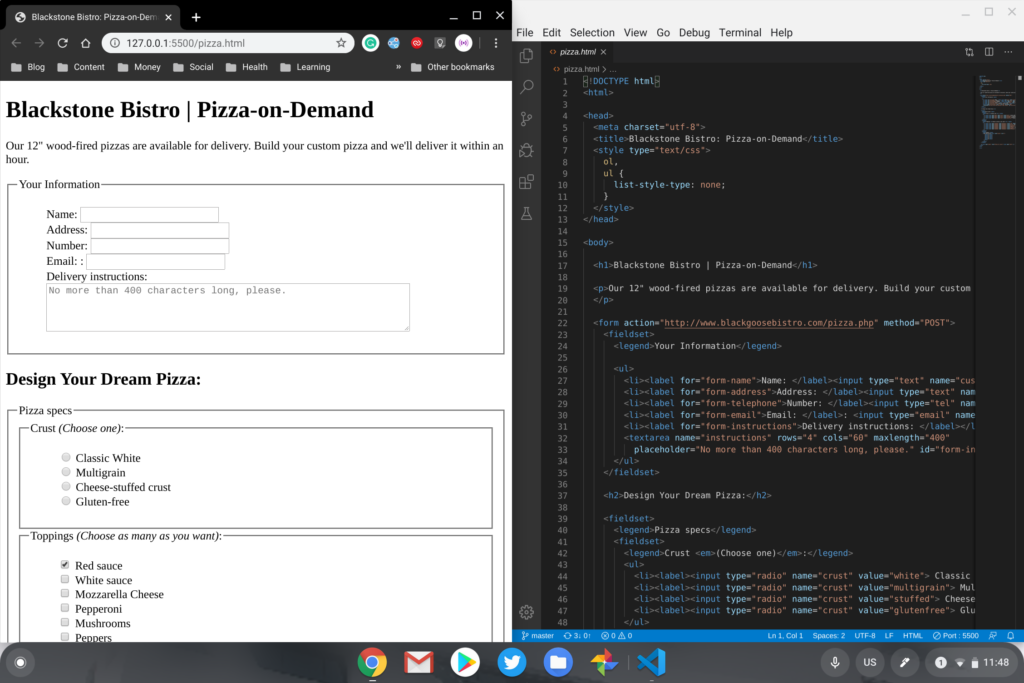 Blackstone Bistro: Pizza-on-Dem
127.0.0.1:5500/pizza.html
Blog Content Money Social Health Learning » Other bookmarks
Blackstone Bistro | Pizza-on-Demand
Our 12" wood-fired pizzas are available for delivery. Build your custom pizza and we'll deliver it within an
hour.
Your Information
Name:
Address:
Number:
Email: :
Delivery instructions:
No more than 400 characters long, please.
Design Your Dream Pizza:
Pizza specs
Crust (Choose one):
Classic White
Multigrain
Cheese-stuffed crust
Gluten-free
Toppings (Choose as many as you want):
Red sauce
White sauce
Mozzarella Cheese
Pepperoni
Mushrooms
Peppers
File Edit Selection View Go Debug Terminal Help
<> pizza.html ×
<> pizza.html > ...
1 <!DOCTYPE html>
2 <html>
3
4 <head>
5 <meta charset="utf-8">
6 <title>Blackstone Bistro: Pizza-on-Demand</title>
7 <style type="text/css">
8 ol,
9 ul {
10 list-style-type: none;
11 }
12 </style>
13 </head>
14
15 <body>
16
17 <h1>Blackstone Bistro | Pizza-on-Demand</h1>
18
19 <p>Our 12" wood-fired pizzas are available for delivery. Build your custom
20 </p>
21
22 <form action="http://www.blackgoosebistro.com/pizza.php" method="POST">
23 <fieldset>
24 <legend>Your Information</legend>
25
26 <ul>
27 <li><label for="form-name">Name: </label><input type="text" name="cus
28 <li><label for="form-address">Address: </label><input type="text" nam
29 <li><label for="form-telephone">Number: </label><input type="tel" nam
30 <li><label for="form-email">Email: </label>: <input type="email" name
31 <li><label for="form-instructions">Delivery instructions: </label></l
32 <textarea name="instructions" rows="4" cols="60" maxlength="400"
33 placeholder="No more than 400 characters long, please." id="form-in
34 </ul>
35 </fieldset>
36
37 <h2>Design Your Dream Pizza:</h2>
38
39 <fieldset>
40 <legend>Pizza specs</legend>
41 <fieldset>
42 <legend>Crust <em>(Choose one)</em>:</legend>
43 <ul>
44 <li><label><input type="radio" name="crust" value="white"> Classic
45 <li><label><input type="radio" name="crust" value="multigrain"> Mul
46 <li><label><input type="radio" name="crust" value="stuffed"> Cheese
47 <li><label><input type="radio" name="crust" value="glutenfree"> Glu
48 </ul>
master 3↓ 0↑ 0 0 Ln 1, Col 1 Spaces: 2 UTF-8 LF HTML Port : 5500
US 1 11:48